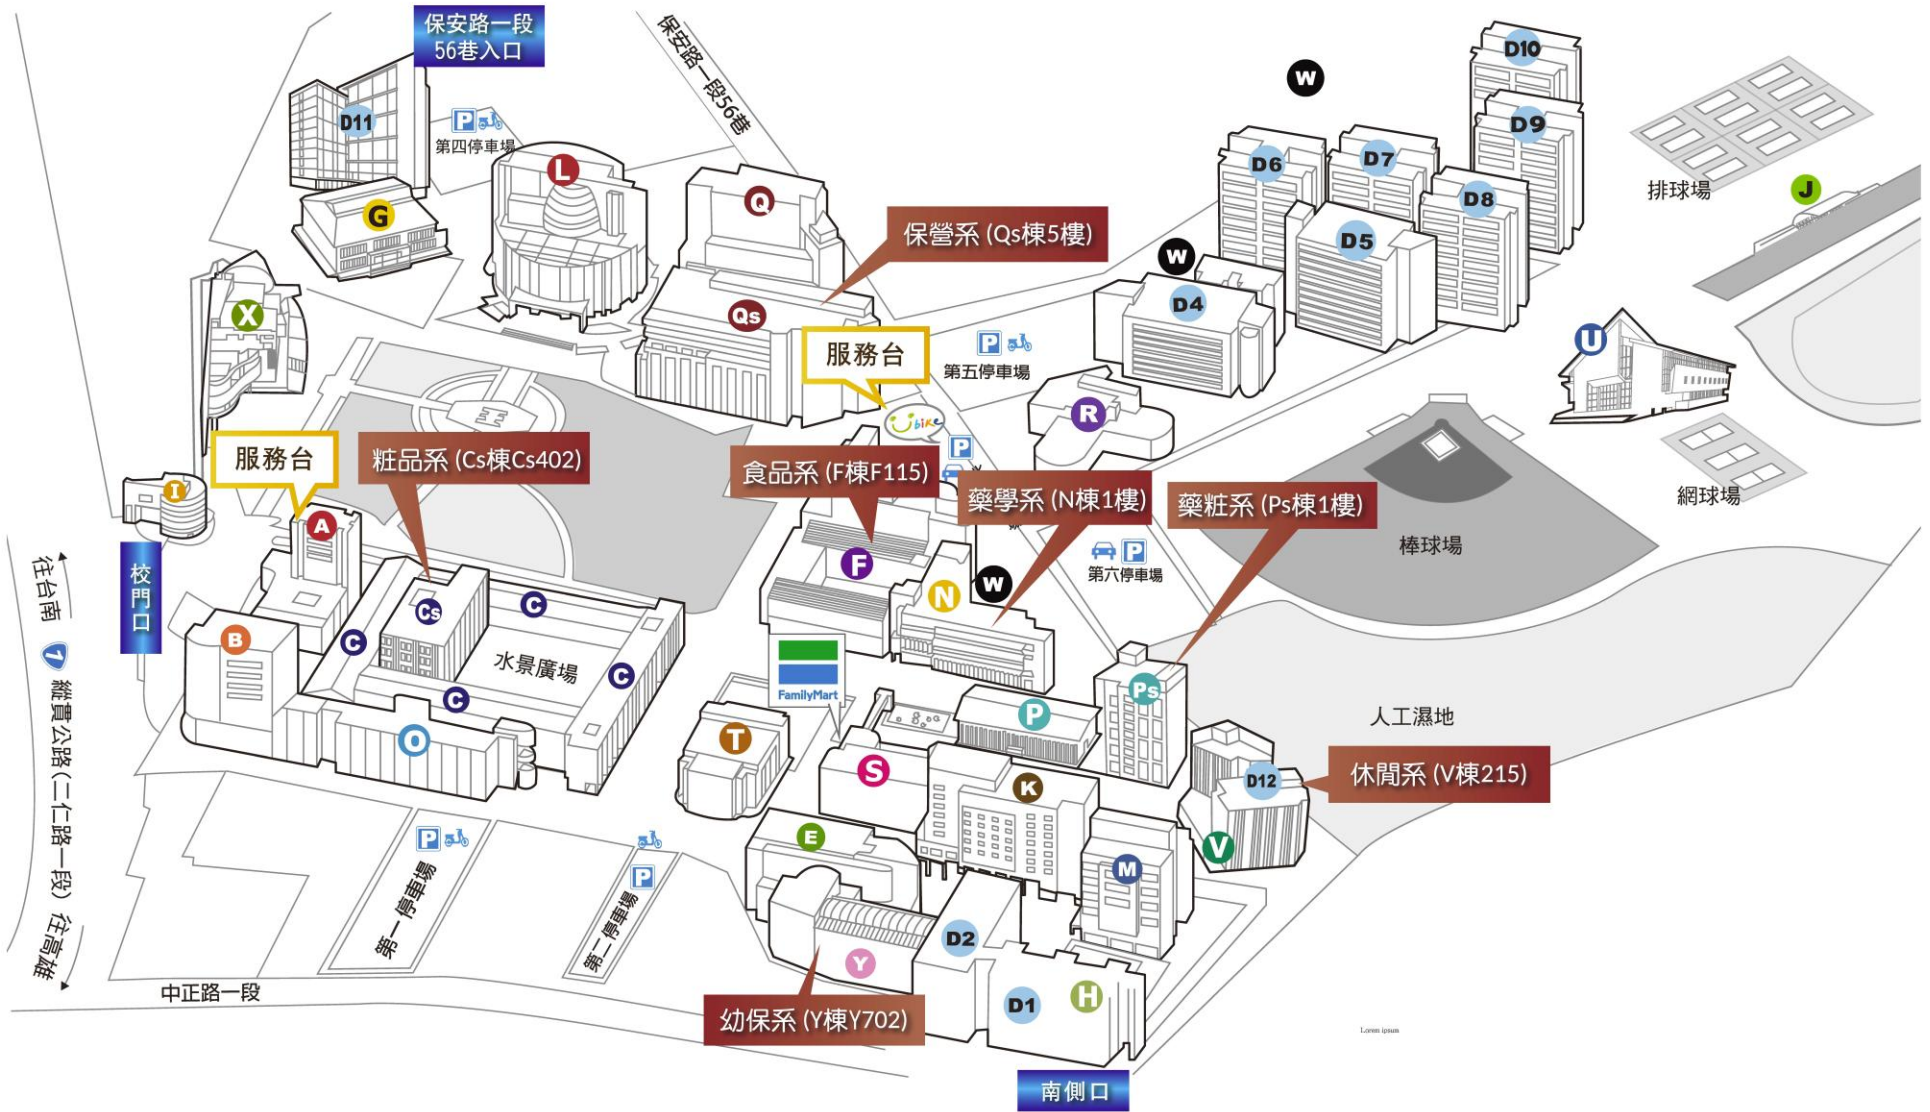 保安路一段
56巷入口
保安路一段56巷
D11
P
第四停車場
L
G
Q
保營系 (Qs棟5樓)
Qs
X
服務台
Ubike
P
第五停車場
W
W
D4
D5
D6
D7
D8
D9
D10
排球場
J
U
網球場
R
棒球場
服務台
粧品系 (Cs棟Cs402)
食品系 (F棟F115)
P
藥學系 (N棟1樓)
藥粧系 (Ps棟1樓)
P
第六停車場
I
A
校門口
往台南
1
縱貫公路(二仁路一段)
往高雄
B
C
Cs
C
C
C
水景廣場
O
F
N
W
FamilyMart
T
S
P
Ps
K
人工濕地
D12
休閒系 (V棟215)
V
E
M
P
第一停車場
P
第二停車場
D2
Y
幼保系 (Y棟Y702)
D1
H
中正路一段
南側口
Lorem ipsum